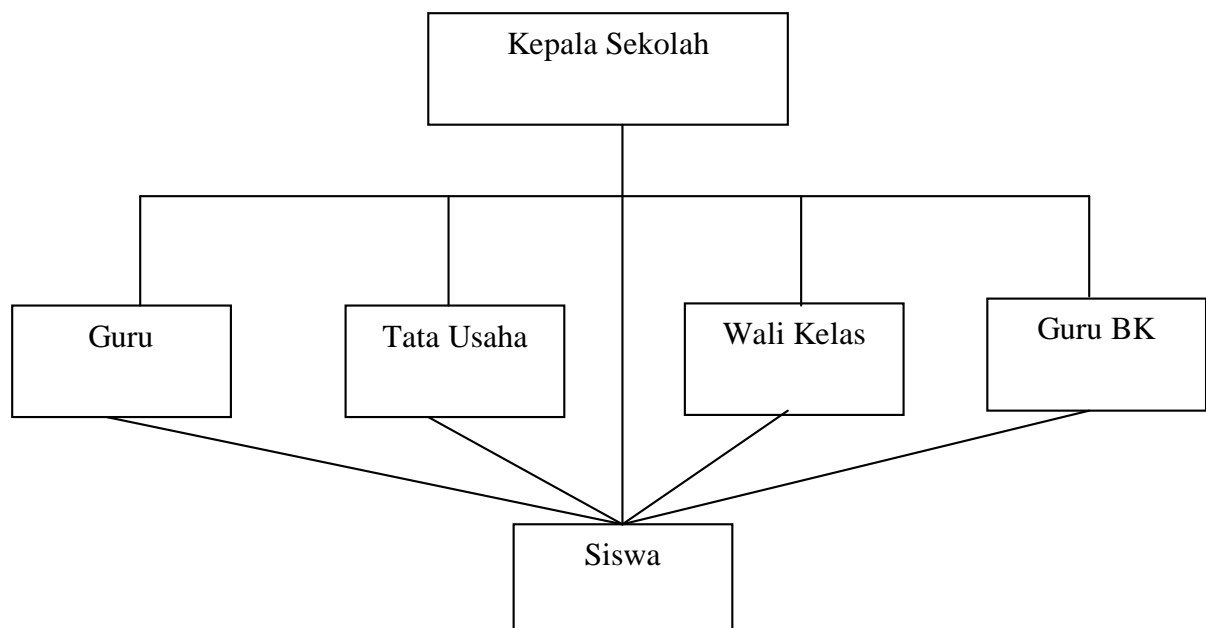 Kepala Sekolah
Guru
Tata Usaha
Wali Kelas
Guru BK
Siswa